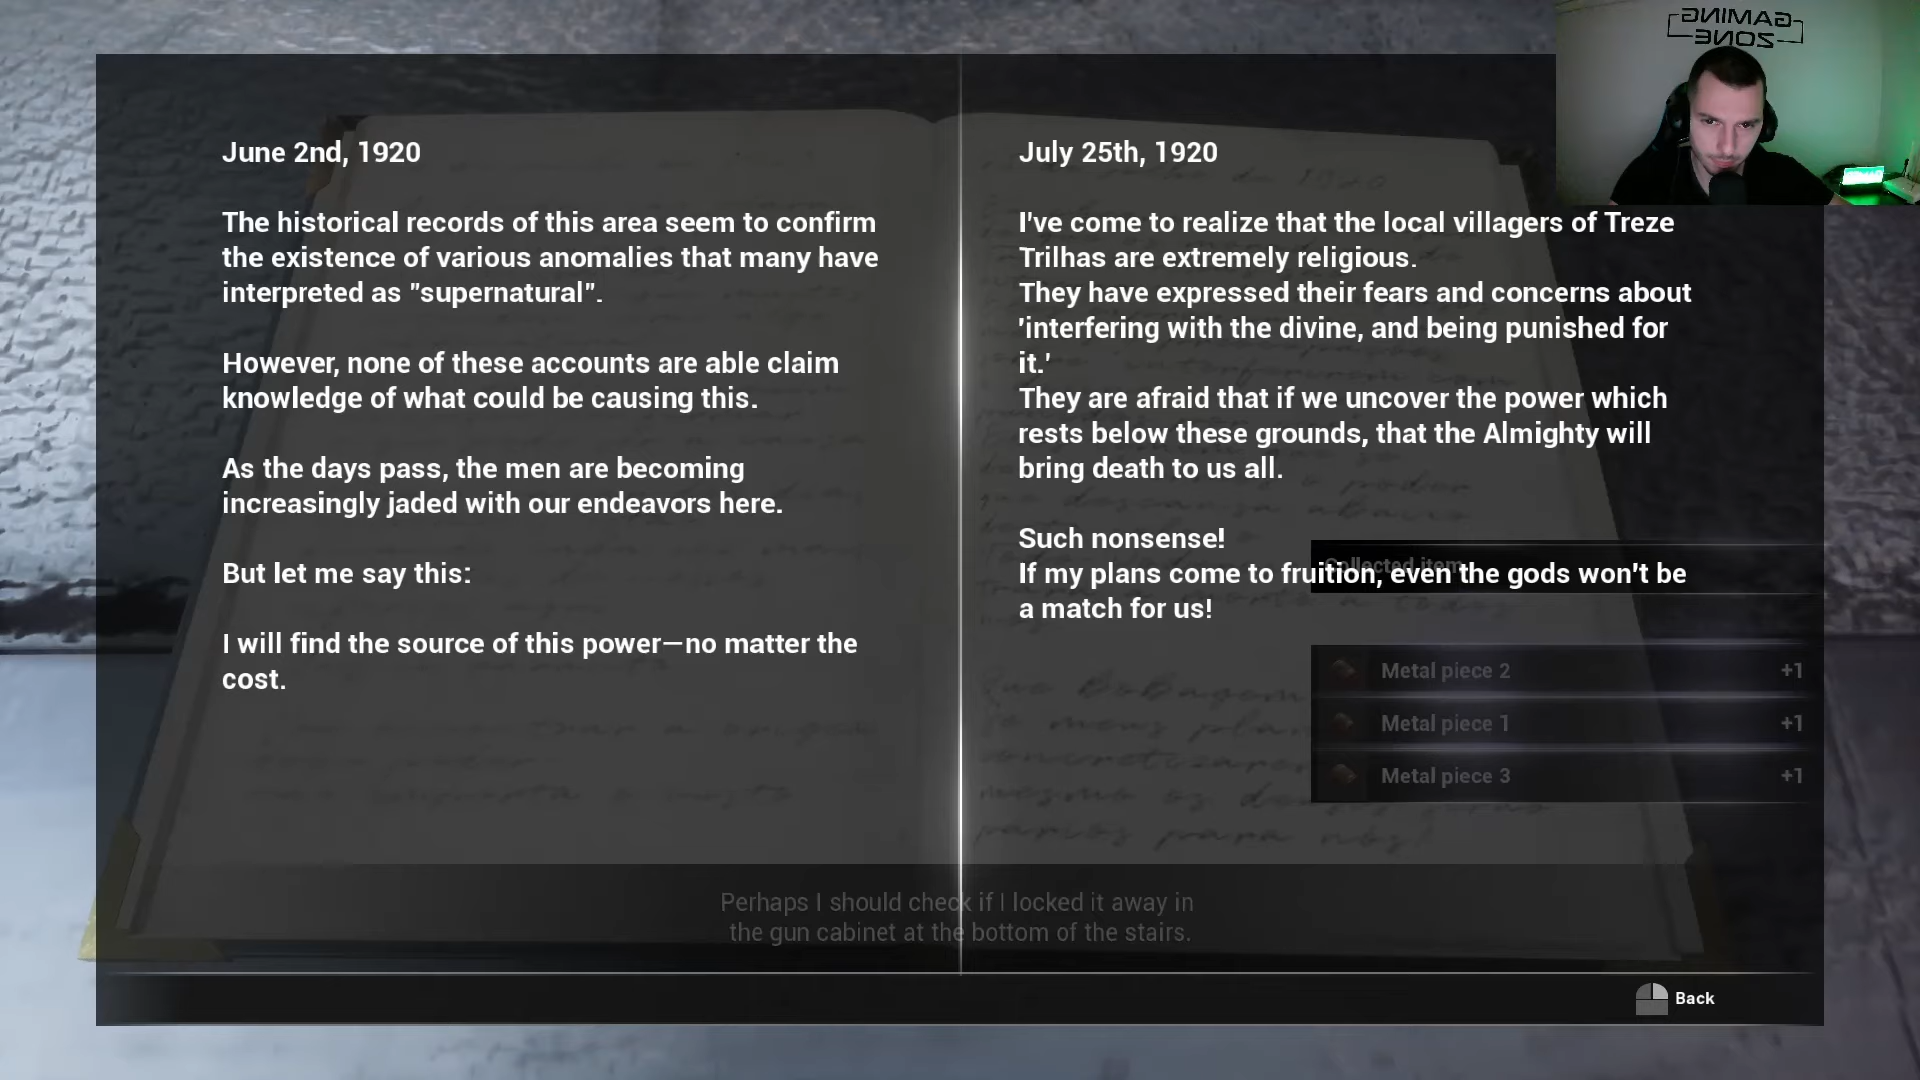 GAMING
ZONE
June 2nd, 1920
The historical records of this area seem to confirm
the existence of various anomalies that many have
interpreted as "supernatural".
However, none of these accounts are able claim
knowledge of what could be causing this.
As the days pass, the men are becoming
increasingly jaded with our endeavors here.
But let me say this:
I will find the source of this power—no matter the
cost.
July 25th, 1920
I've come to realize that the local villagers of Treze
Trilhas are extremely religious.
They have expressed their fears and concerns about
'interfering with the divine, and being punished for
it.'
They are afraid that if we uncover the power which
rests below these grounds, that the Almighty will
bring death to us all.
Such nonsense!
If my plans come to fruition, even the gods won't be
a match for us!
Collected item
Metal piece 2 +1
Metal piece 1 +1
Metal piece 3 +1
Perhaps I should check if I locked it away in
the gun cabinet at the bottom of the stairs.
Back